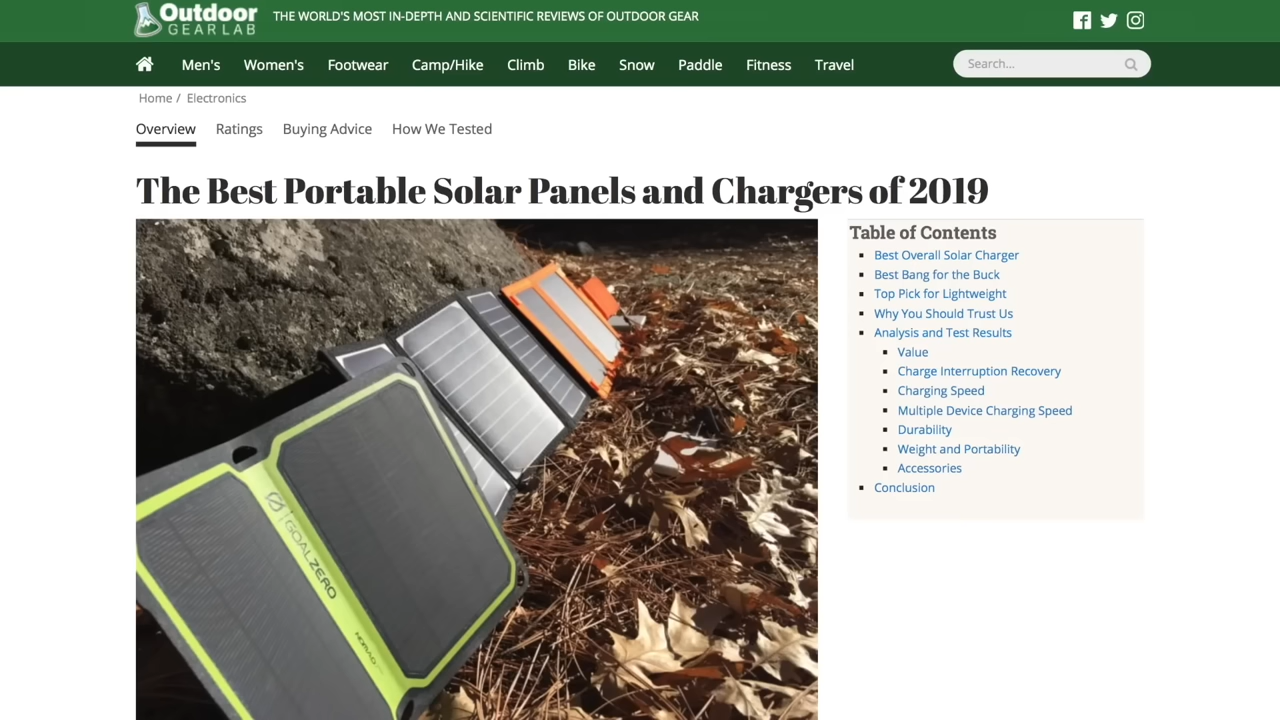 Outdoor
GEARLAB
THE WORLD'S MOST IN-DEPTH AND SCIENTIFIC REVIEWS OF OUTDOOR GEAR
Men's Women's Footwear Camp/Hike Climb Bike Snow Paddle Fitness Travel Search...
Home / Electronics
Overview Ratings Buying Advice How We Tested
The Best Portable Solar Panels and Chargers of 2019
GOALZERO
NOMAD
Table of Contents
Best Overall Solar Charger
Best Bang for the Buck
Top Pick for Lightweight
Why You Should Trust Us
Analysis and Test Results
Value
Charge Interruption Recovery
Charging Speed
Multiple Device Charging Speed
Durability
Weight and Portability
Accessories
Conclusion